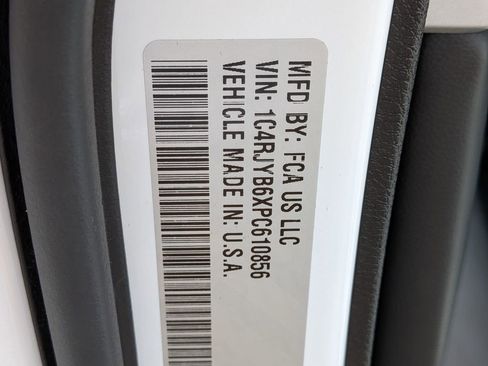 MFD BY: FCA US LLC
VIN: 1C4RJYB6XPC610856
VEHICLE MADE IN: U.S.A.